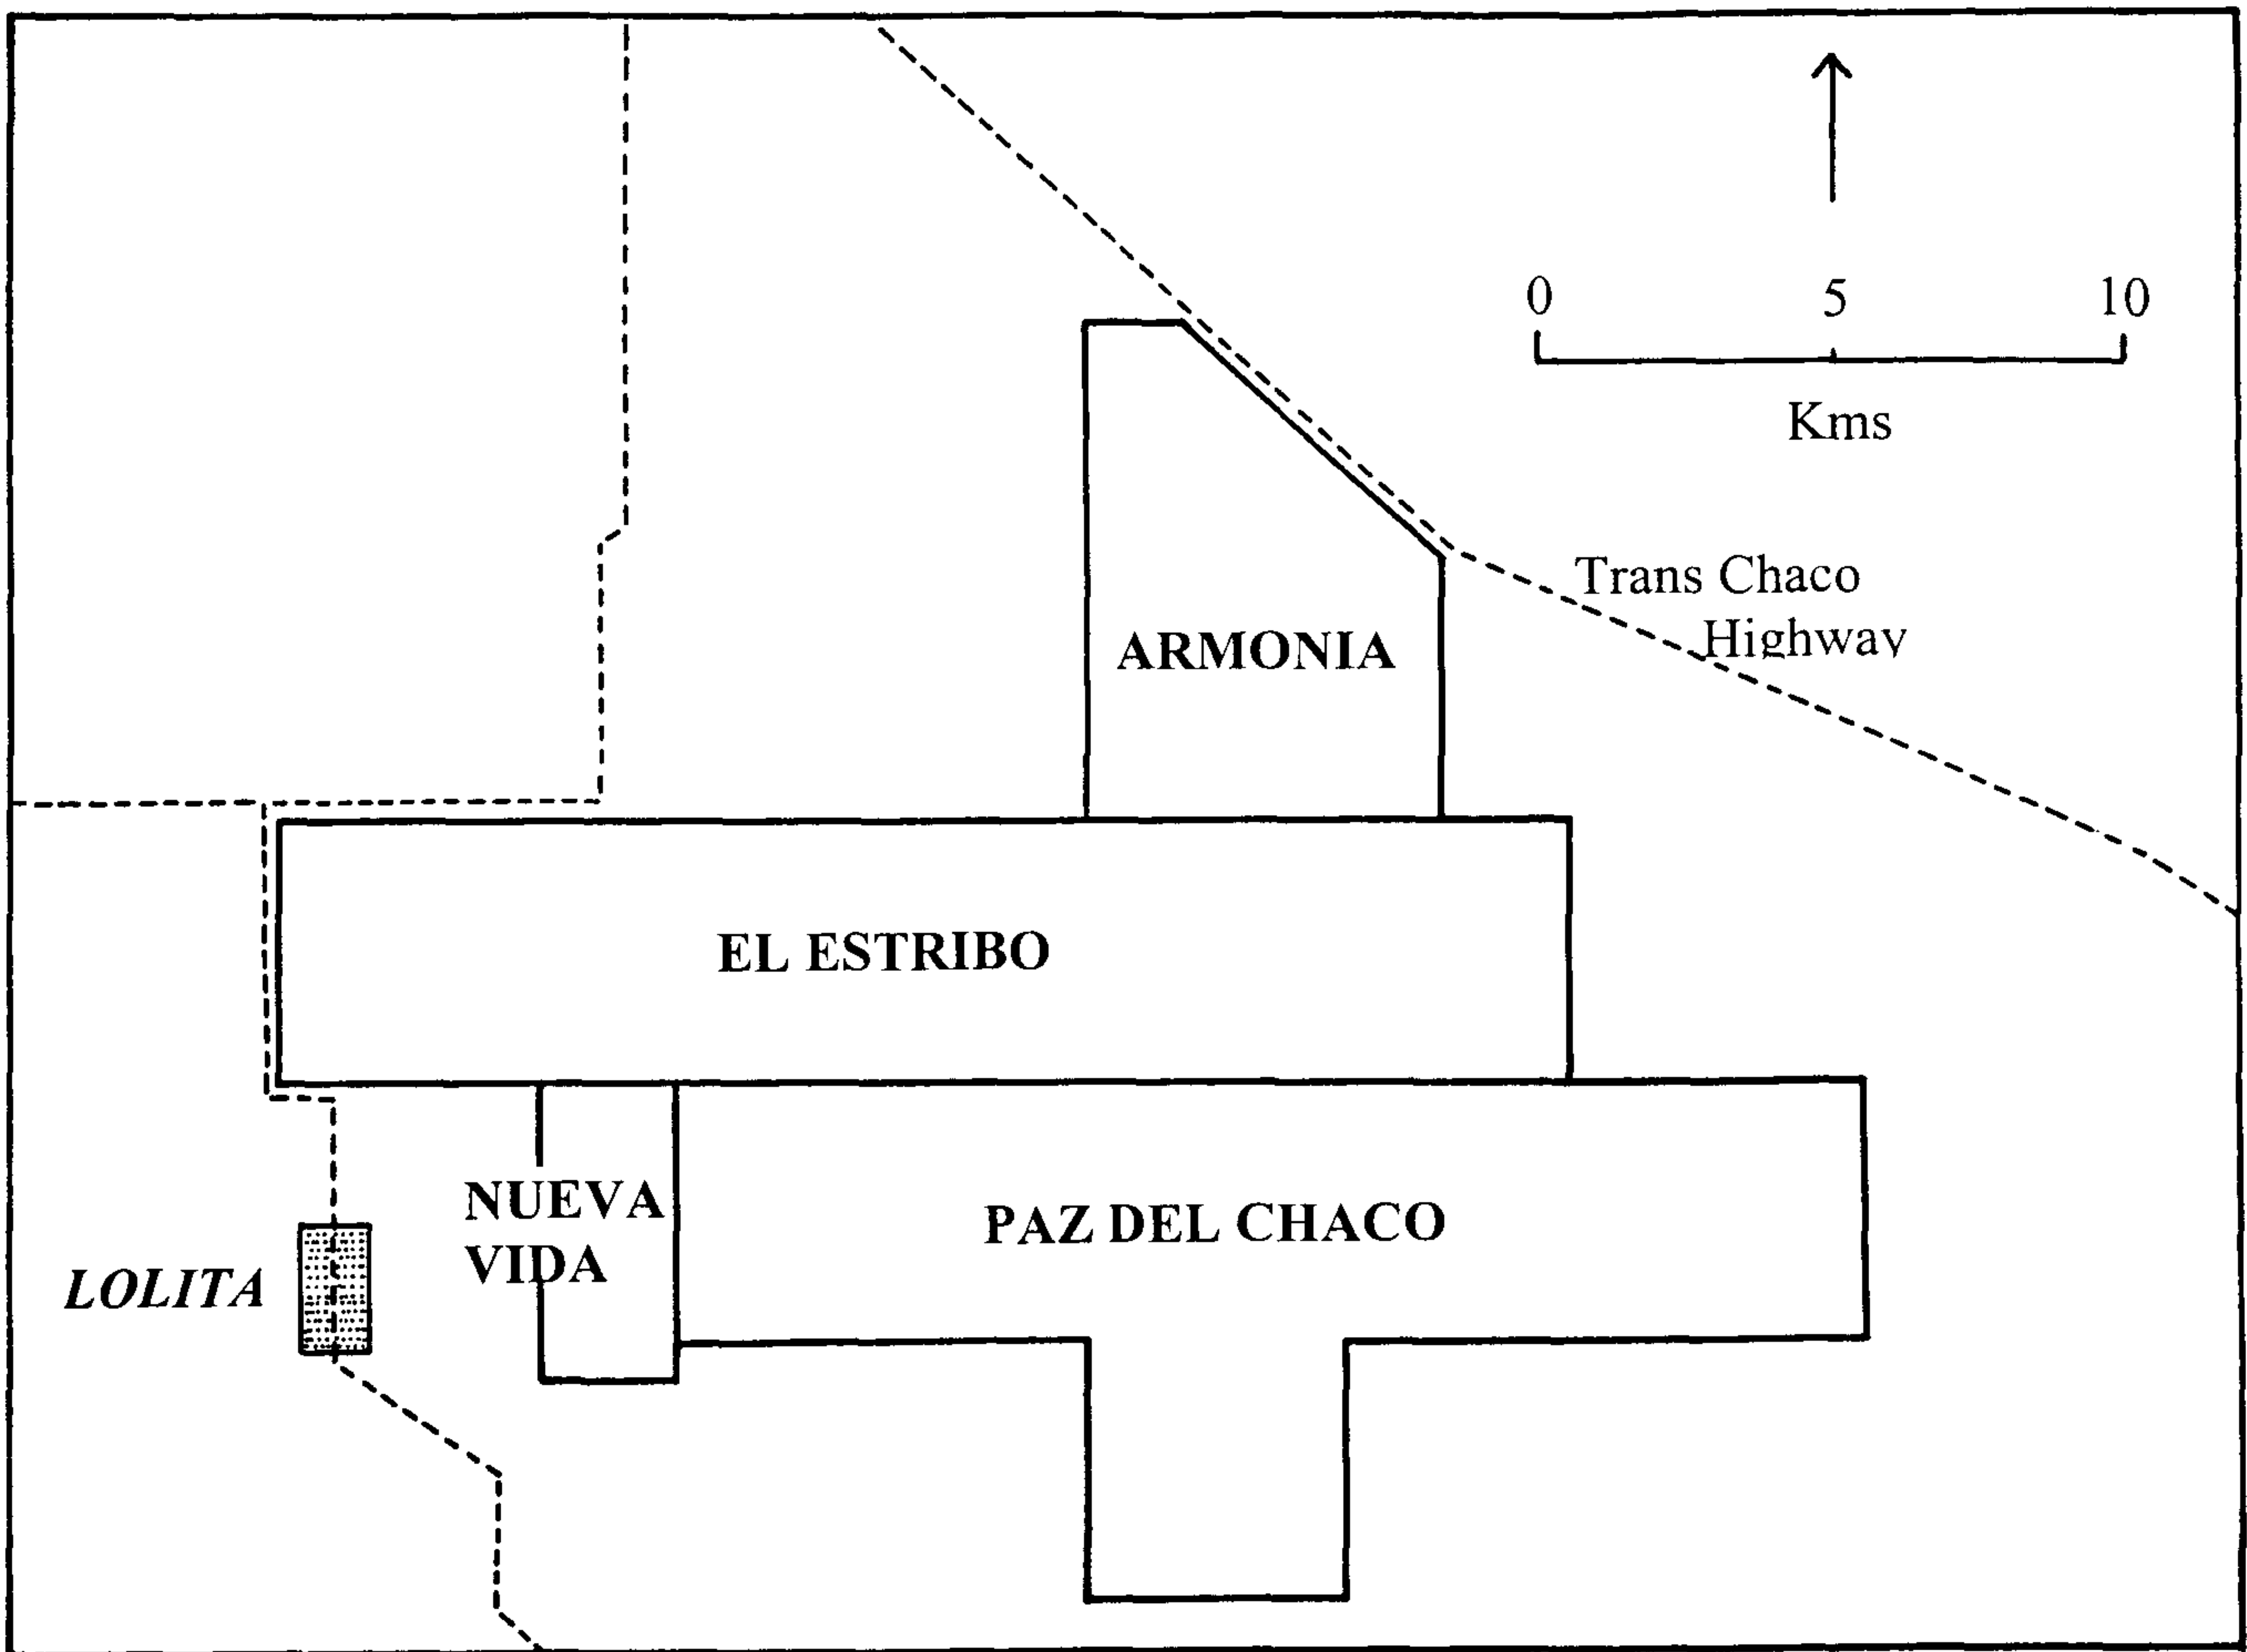 0 5 10
Kms
Trans Chaco
Highway
ARMONIA
EL ESTRIBO
NUEVA
VIDA
PAZ DEL CHACO
LOLITA